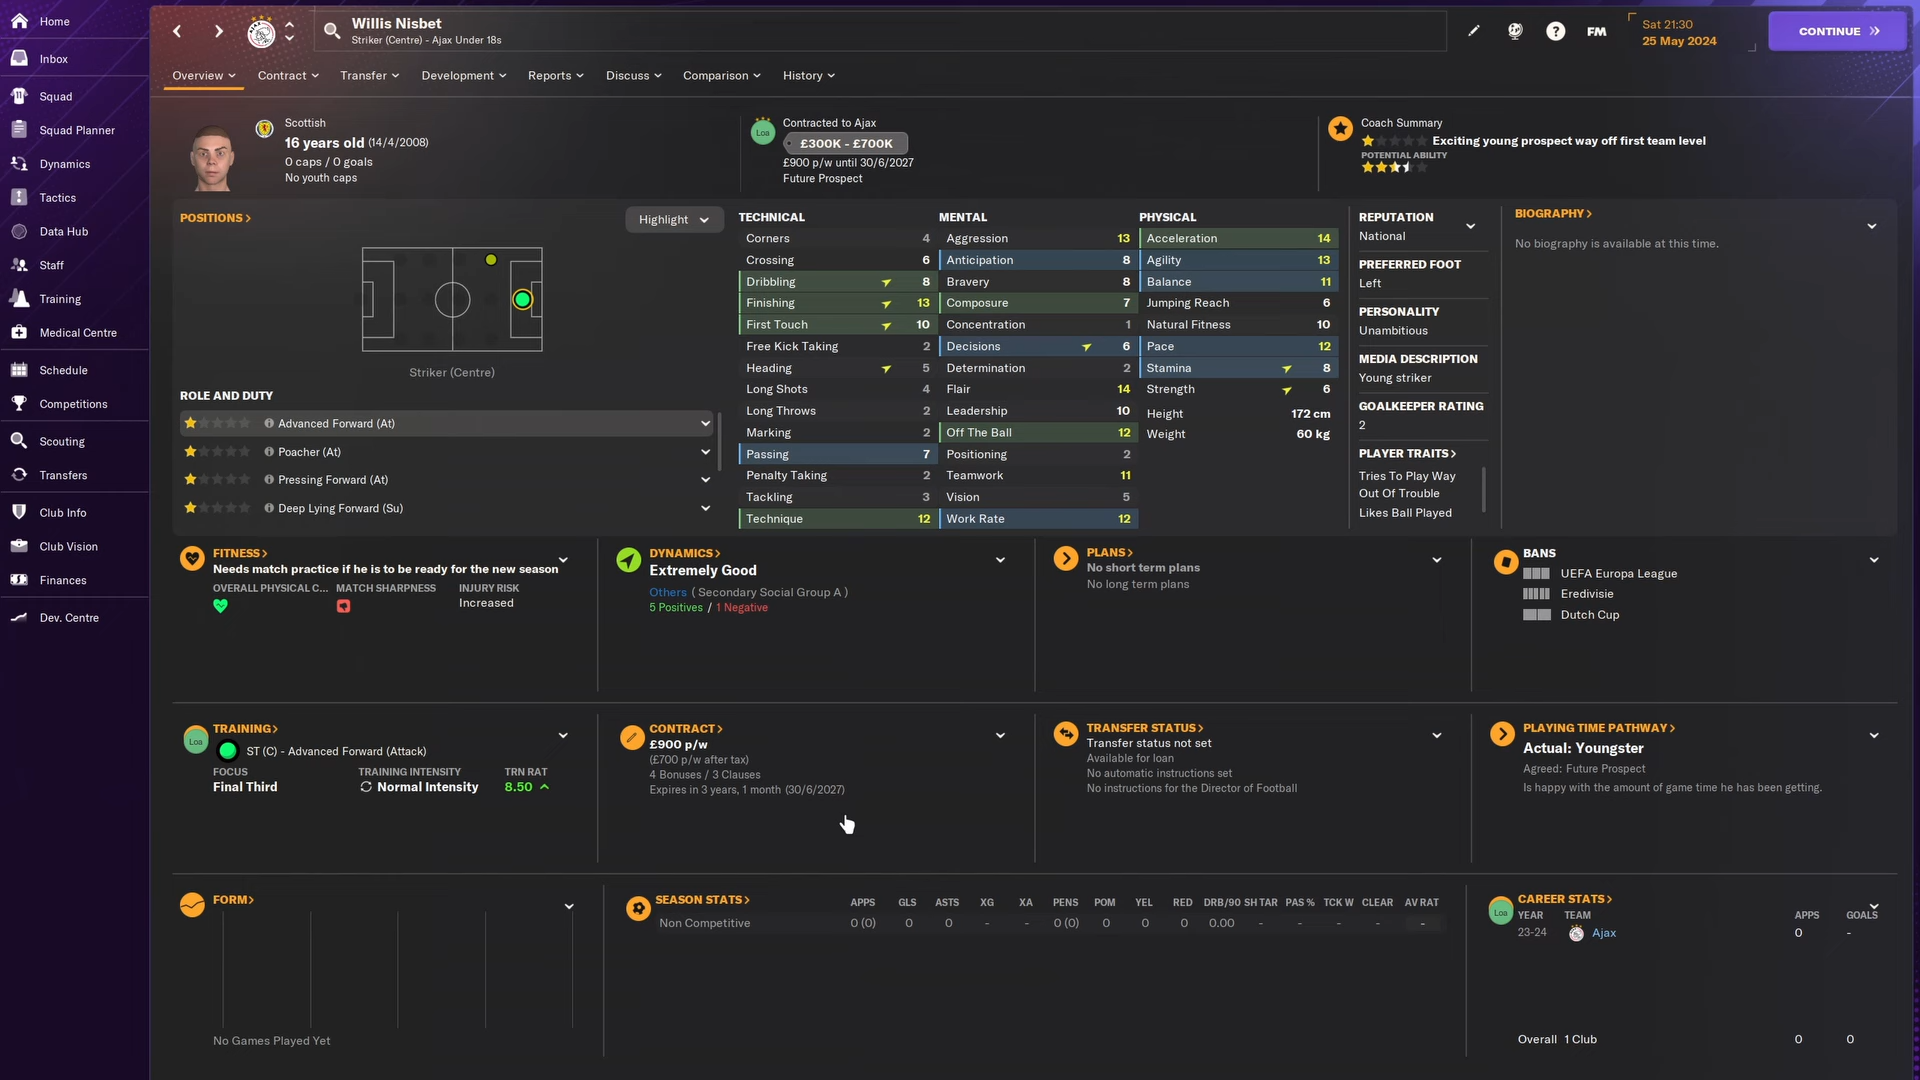 Home
Inbox
Squad
Squad Planner
Dynamics
Tactics
Data Hub
Staff
Training
Medical Centre
Schedule
Competitions
Scouting
Transfers
Club Info
Club Vision
Finances
Dev. Centre
Willis Nisbet
Striker (Centre) - Ajax Under 18s
FM
Sat 21:30
25 May 2024
CONTINUE
Overview Contract Transfer Development Reports Discuss Comparison History
Scottish
16 years old (14/4/2008)
0 caps / 0 goals
No youth caps
Loa
Contracted to Ajax
£300K - £700K
£900 p/w until 30/6/2027
Future Prospect
Coach Summary
Exciting young prospect way off first team level
POTENTIAL ABILITY
POSITIONS
Highlight
Striker (Centre)
ROLE AND DUTY
Advanced Forward (At)
Poacher (At)
Pressing Forward (At)
Deep Lying Forward (Su)
TECHNICAL
Corners 4
Crossing 6
Dribbling 8
Finishing 13
First Touch 10
Free Kick Taking 2
Heading 5
Long Shots 4
Long Throws 2
Marking 2
Passing 7
Penalty Taking 2
Tackling 3
Technique 12
MENTAL
Aggression 13
Anticipation 8
Bravery 8
Composure 7
Concentration 1
Decisions 6
Determination 2
Flair 14
Leadership 10
Off The Ball 12
Positioning 2
Teamwork 11
Vision 5
Work Rate 12
PHYSICAL
Acceleration 14
Agility 13
Balance 11
Jumping Reach 6
Natural Fitness 10
Pace 12
Stamina 8
Strength 6
Height 172 cm
Weight 60 kg
REPUTATION
National
PREFERRED FOOT
Left
PERSONALITY
Unambitious
MEDIA DESCRIPTION
Young striker
GOALKEEPER RATING
2
PLAYER TRAITS
Tries To Play Way
Out Of Trouble
Likes Ball Played
BIOGRAPHY
No biography is available at this time.
FITNESS
Needs match practice if he is to be ready for the new season
OVERALL PHYSICAL C... MATCH SHARPNESS INJURY RISK
Increased
DYNAMICS
Extremely Good
Others ( Secondary Social Group A )
5 Positives / 1 Negative
PLANS
No short term plans
No long term plans
BANS
UEFA Europa League
Eredivisie
Dutch Cup
Loa
TRAINING
ST (C) - Advanced Forward (Attack)
FOCUS TRAINING INTENSITY TRN RAT
Final Third Normal Intensity 8.50
CONTRACT
£900 p/w
(£700 p/w after tax)
4 Bonuses / 3 Clauses
Expires in 3 years, 1 month (30/6/2027)
TRANSFER STATUS
Transfer status not set
Available for loan
No automatic instructions set
No instructions for the Director of Football
PLAYING TIME PATHWAY
Actual: Youngster
Agreed: Future Prospect
Is happy with the amount of game time he has been getting.
FORM
No Games Played Yet
SEASON STATS APPS GLS ASTS XG XA PENS POM YEL RED DRB/90 SH TAR PAS % TCK W CLEAR AV RAT
Non Competitive 0 (0) 0 0 - - 0 (0) 0 0 0 0.00 - - - - -
Loa
CAREER STATS
YEAR TEAM APPS GOALS
23-24 Ajax 0 -
Overall 1 Club 0 0